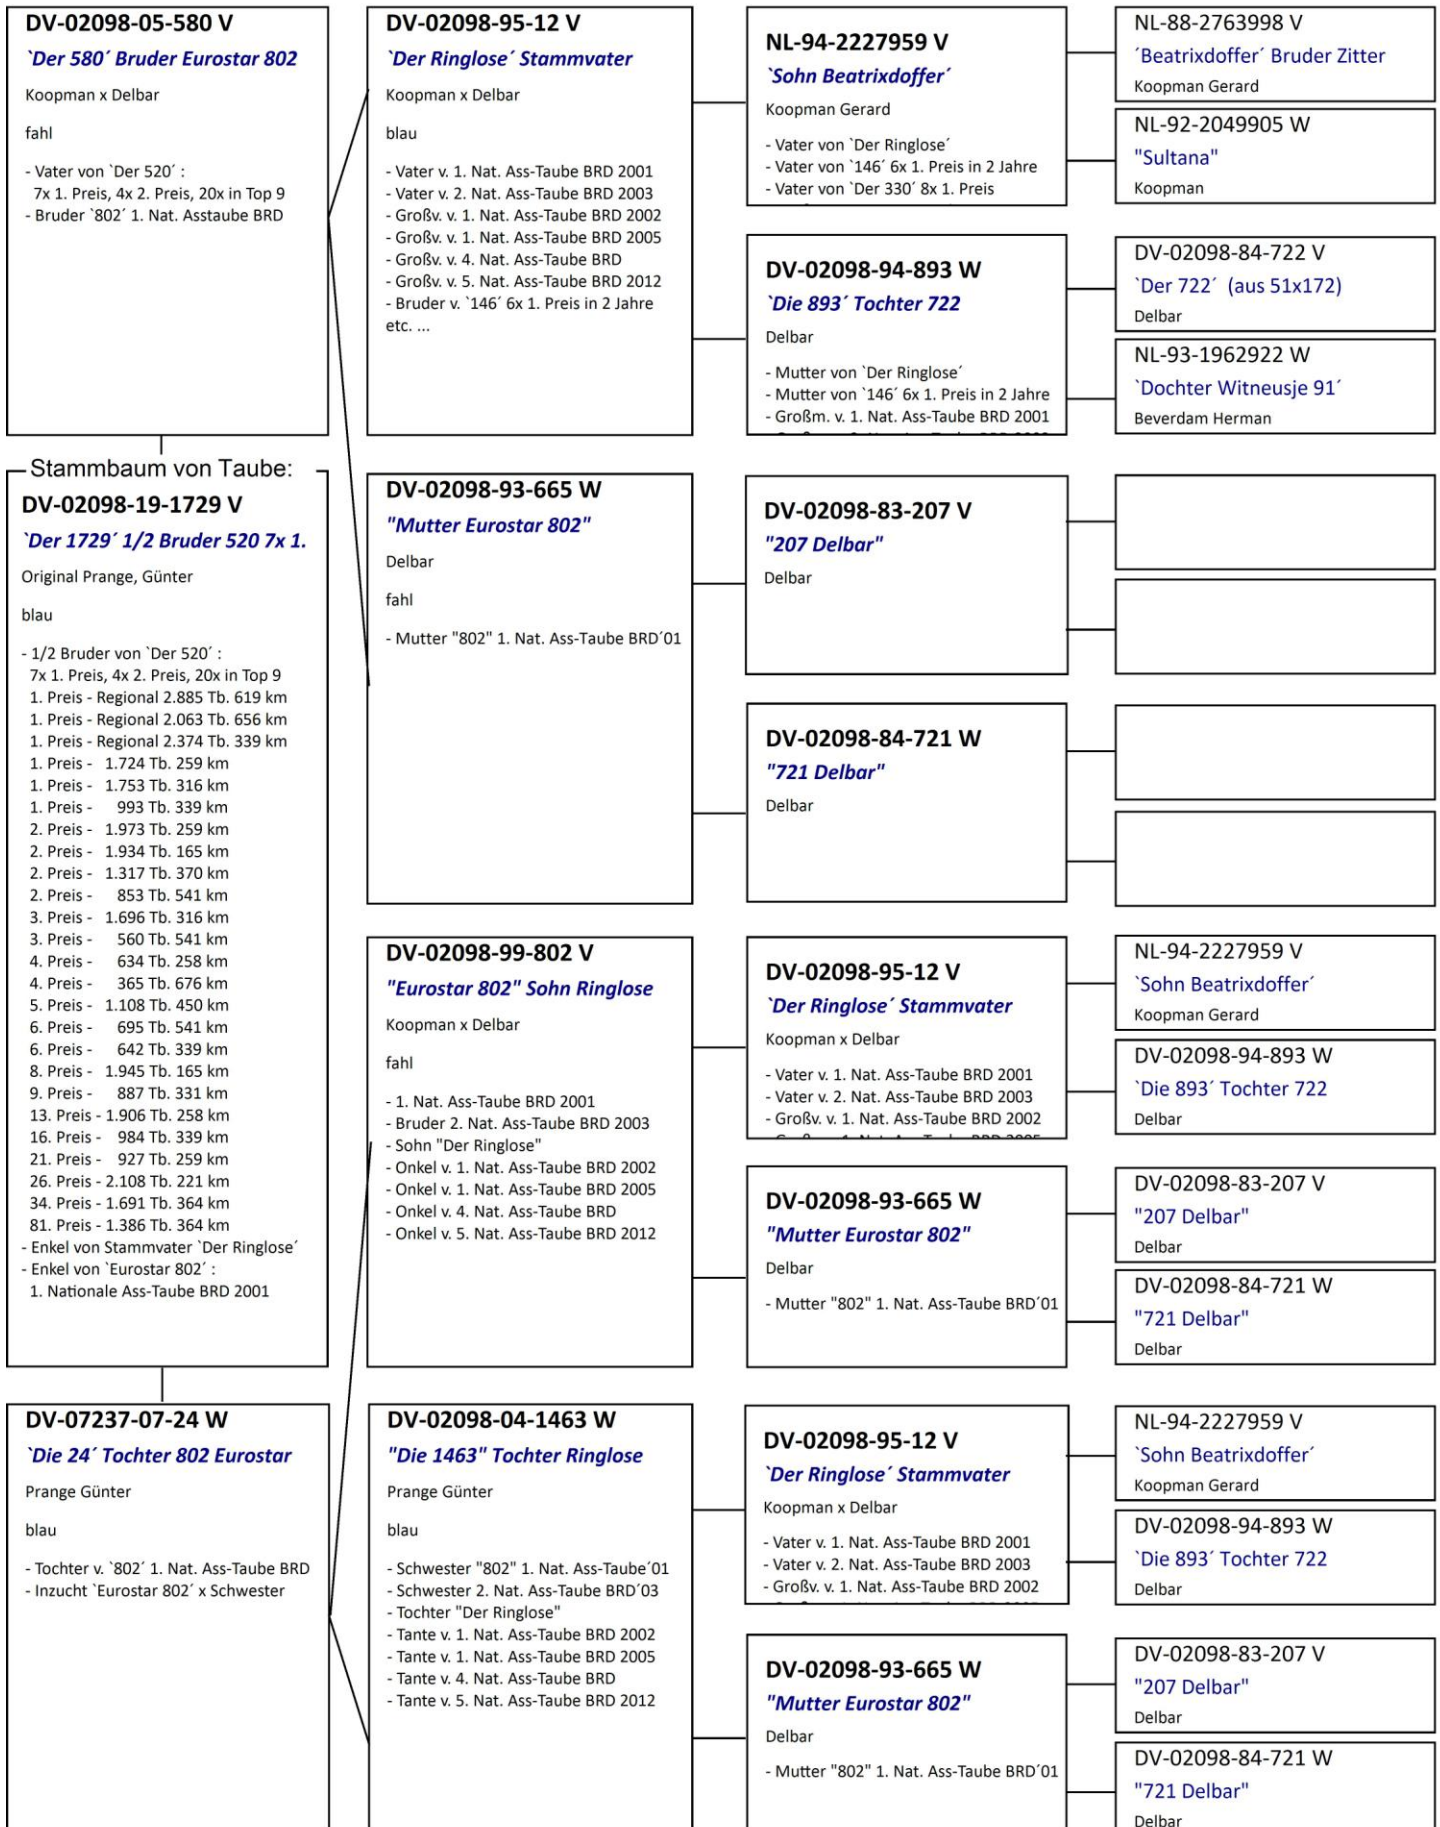 DV-02098-05-580 V
`Der 580´ Bruder Eurostar 802
Koopman x Delbar
fahl
- Vater von `Der 520´ :
7x 1. Preis, 4x 2. Preis, 20x in Top 9
- Bruder `802´ 1. Nat. Asstaube BRD
Stammbaum von Taube:
DV-02098-19-1729 V
`Der 1729´ 1/2 Bruder 520 7x 1.
Original Prange, Günter
blau
- 1/2 Bruder von `Der 520´ :
7x 1. Preis, 4x 2. Preis, 20x in Top 9
1. Preis - Regional 2.885 Tb. 619 km
1. Preis - Regional 2.063 Tb. 656 km
1. Preis - Regional 2.374 Tb. 339 km
1. Preis - 1.724 Tb. 259 km
1. Preis - 1.753 Tb. 316 km
1. Preis - 993 Tb. 339 km
2. Preis - 1.973 Tb. 259 km
2. Preis - 1.934 Tb. 165 km
2. Preis - 1.317 Tb. 370 km
2. Preis - 853 Tb. 541 km
3. Preis - 1.696 Tb. 316 km
3. Preis - 560 Tb. 541 km
4. Preis - 634 Tb. 258 km
4. Preis - 365 Tb. 676 km
5. Preis - 1.108 Tb. 450 km
6. Preis - 695 Tb. 541 km
6. Preis - 642 Tb. 339 km
8. Preis - 1.945 Tb. 165 km
9. Preis - 887 Tb. 331 km
13. Preis - 1.906 Tb. 258 km
16. Preis - 984 Tb. 339 km
21. Preis - 927 Tb. 259 km
26. Preis - 2.108 Tb. 221 km
34. Preis - 1.691 Tb. 364 km
81. Preis - 1.386 Tb. 364 km
- Enkel von Stammvater `Der Ringlose´
- Enkel von `Eurostar 802´ :
1. Nationale Ass-Taube BRD 2001
DV-07237-07-24 W
`Die 24´ Tochter 802 Eurostar
Prange Günter
blau
- Tochter v. `802´ 1. Nat. Ass-Taube BRD
- Inzucht `Eurostar 802´ x Schwester
DV-02098-95-12 V
`Der Ringlose´ Stammvater
Koopman x Delbar
blau
- Vater v. 1. Nat. Ass-Taube BRD 2001
- Vater v. 2. Nat. Ass-Taube BRD 2003
- Großv. v. 1. Nat. Ass-Taube BRD 2002
- Großv. v. 1. Nat. Ass-Taube BRD 2005
- Großv. v. 4. Nat. Ass-Taube BRD
- Großv. v. 5. Nat. Ass-Taube BRD 2012
- Bruder v. `146´ 6x 1. Preis in 2 Jahre
etc. ...
DV-02098-93-665 W
"Mutter Eurostar 802"
Delbar
fahl
- Mutter "802" 1. Nat. Ass-Taube BRD´01
DV-02098-99-802 V
"Eurostar 802" Sohn Ringlose
Koopman x Delbar
fahl
- 1. Nat. Ass-Taube BRD 2001
- Bruder 2. Nat. Ass-Taube BRD 2003
- Sohn "Der Ringlose"
- Onkel v. 1. Nat. Ass-Taube BRD 2002
- Onkel v. 1. Nat. Ass-Taube BRD 2005
- Onkel v. 4. Nat. Ass-Taube BRD
- Onkel v. 5. Nat. Ass-Taube BRD 2012
DV-02098-04-1463 W
"Die 1463" Tochter Ringlose
Prange Günter
blau
- Schwester "802" 1. Nat. Ass-Taube´01
- Schwester 2. Nat. Ass-Taube BRD´03
- Tochter "Der Ringlose"
- Tante v. 1. Nat. Ass-Taube BRD 2002
- Tante v. 1. Nat. Ass-Taube BRD 2005
- Tante v. 4. Nat. Ass-Taube BRD
- Tante v. 5. Nat. Ass-Taube BRD 2012
NL-94-2227959 V
`Sohn Beatrixdoffer´
Koopman Gerard
- Vater von `Der Ringlose´
- Vater von `146´ 6x 1. Preis in 2 Jahre
- Vater von `Der 330´ 8x 1. Preis
DV-02098-94-893 W
`Die 893´ Tochter 722
Delbar
- Mutter von `Der Ringlose´
- Mutter von `146´ 6x 1. Preis in 2 Jahre
- Großm. v. 1. Nat. Ass-Taube BRD 2001
DV-02098-83-207 V
"207 Delbar"
Delbar
DV-02098-84-721 W
"721 Delbar"
Delbar
DV-02098-95-12 V
`Der Ringlose´ Stammvater
Koopman x Delbar
- Vater v. 1. Nat. Ass-Taube BRD 2001
- Vater v. 2. Nat. Ass-Taube BRD 2003
- Großv. v. 1. Nat. Ass-Taube BRD 2002
DV-02098-93-665 W
"Mutter Eurostar 802"
Delbar
- Mutter "802" 1. Nat. Ass-Taube BRD´01
DV-02098-95-12 V
`Der Ringlose´ Stammvater
Koopman x Delbar
- Vater v. 1. Nat. Ass-Taube BRD 2001
- Vater v. 2. Nat. Ass-Taube BRD 2003
- Großv. v. 1. Nat. Ass-Taube BRD 2002
DV-02098-93-665 W
"Mutter Eurostar 802"
Delbar
- Mutter "802" 1. Nat. Ass-Taube BRD´01
NL-88-2763998 V
´Beatrixdoffer´ Bruder Zitter
Koopman Gerard
NL-92-2049905 W
"Sultana"
Koopman
DV-02098-84-722 V
`Der 722´ (aus 51x172)
Delbar
NL-93-1962922 W
`Dochter Witneusje 91´
Beverdam Herman
NL-94-2227959 V
`Sohn Beatrixdoffer´
Koopman Gerard
DV-02098-94-893 W
`Die 893´ Tochter 722
Delbar
DV-02098-83-207 V
"207 Delbar"
Delbar
DV-02098-84-721 W
"721 Delbar"
Delbar
NL-94-2227959 V
`Sohn Beatrixdoffer´
Koopman Gerard
DV-02098-94-893 W
`Die 893´ Tochter 722
Delbar
DV-02098-83-207 V
"207 Delbar"
Delbar
DV-02098-84-721 W
"721 Delbar"
Delbar